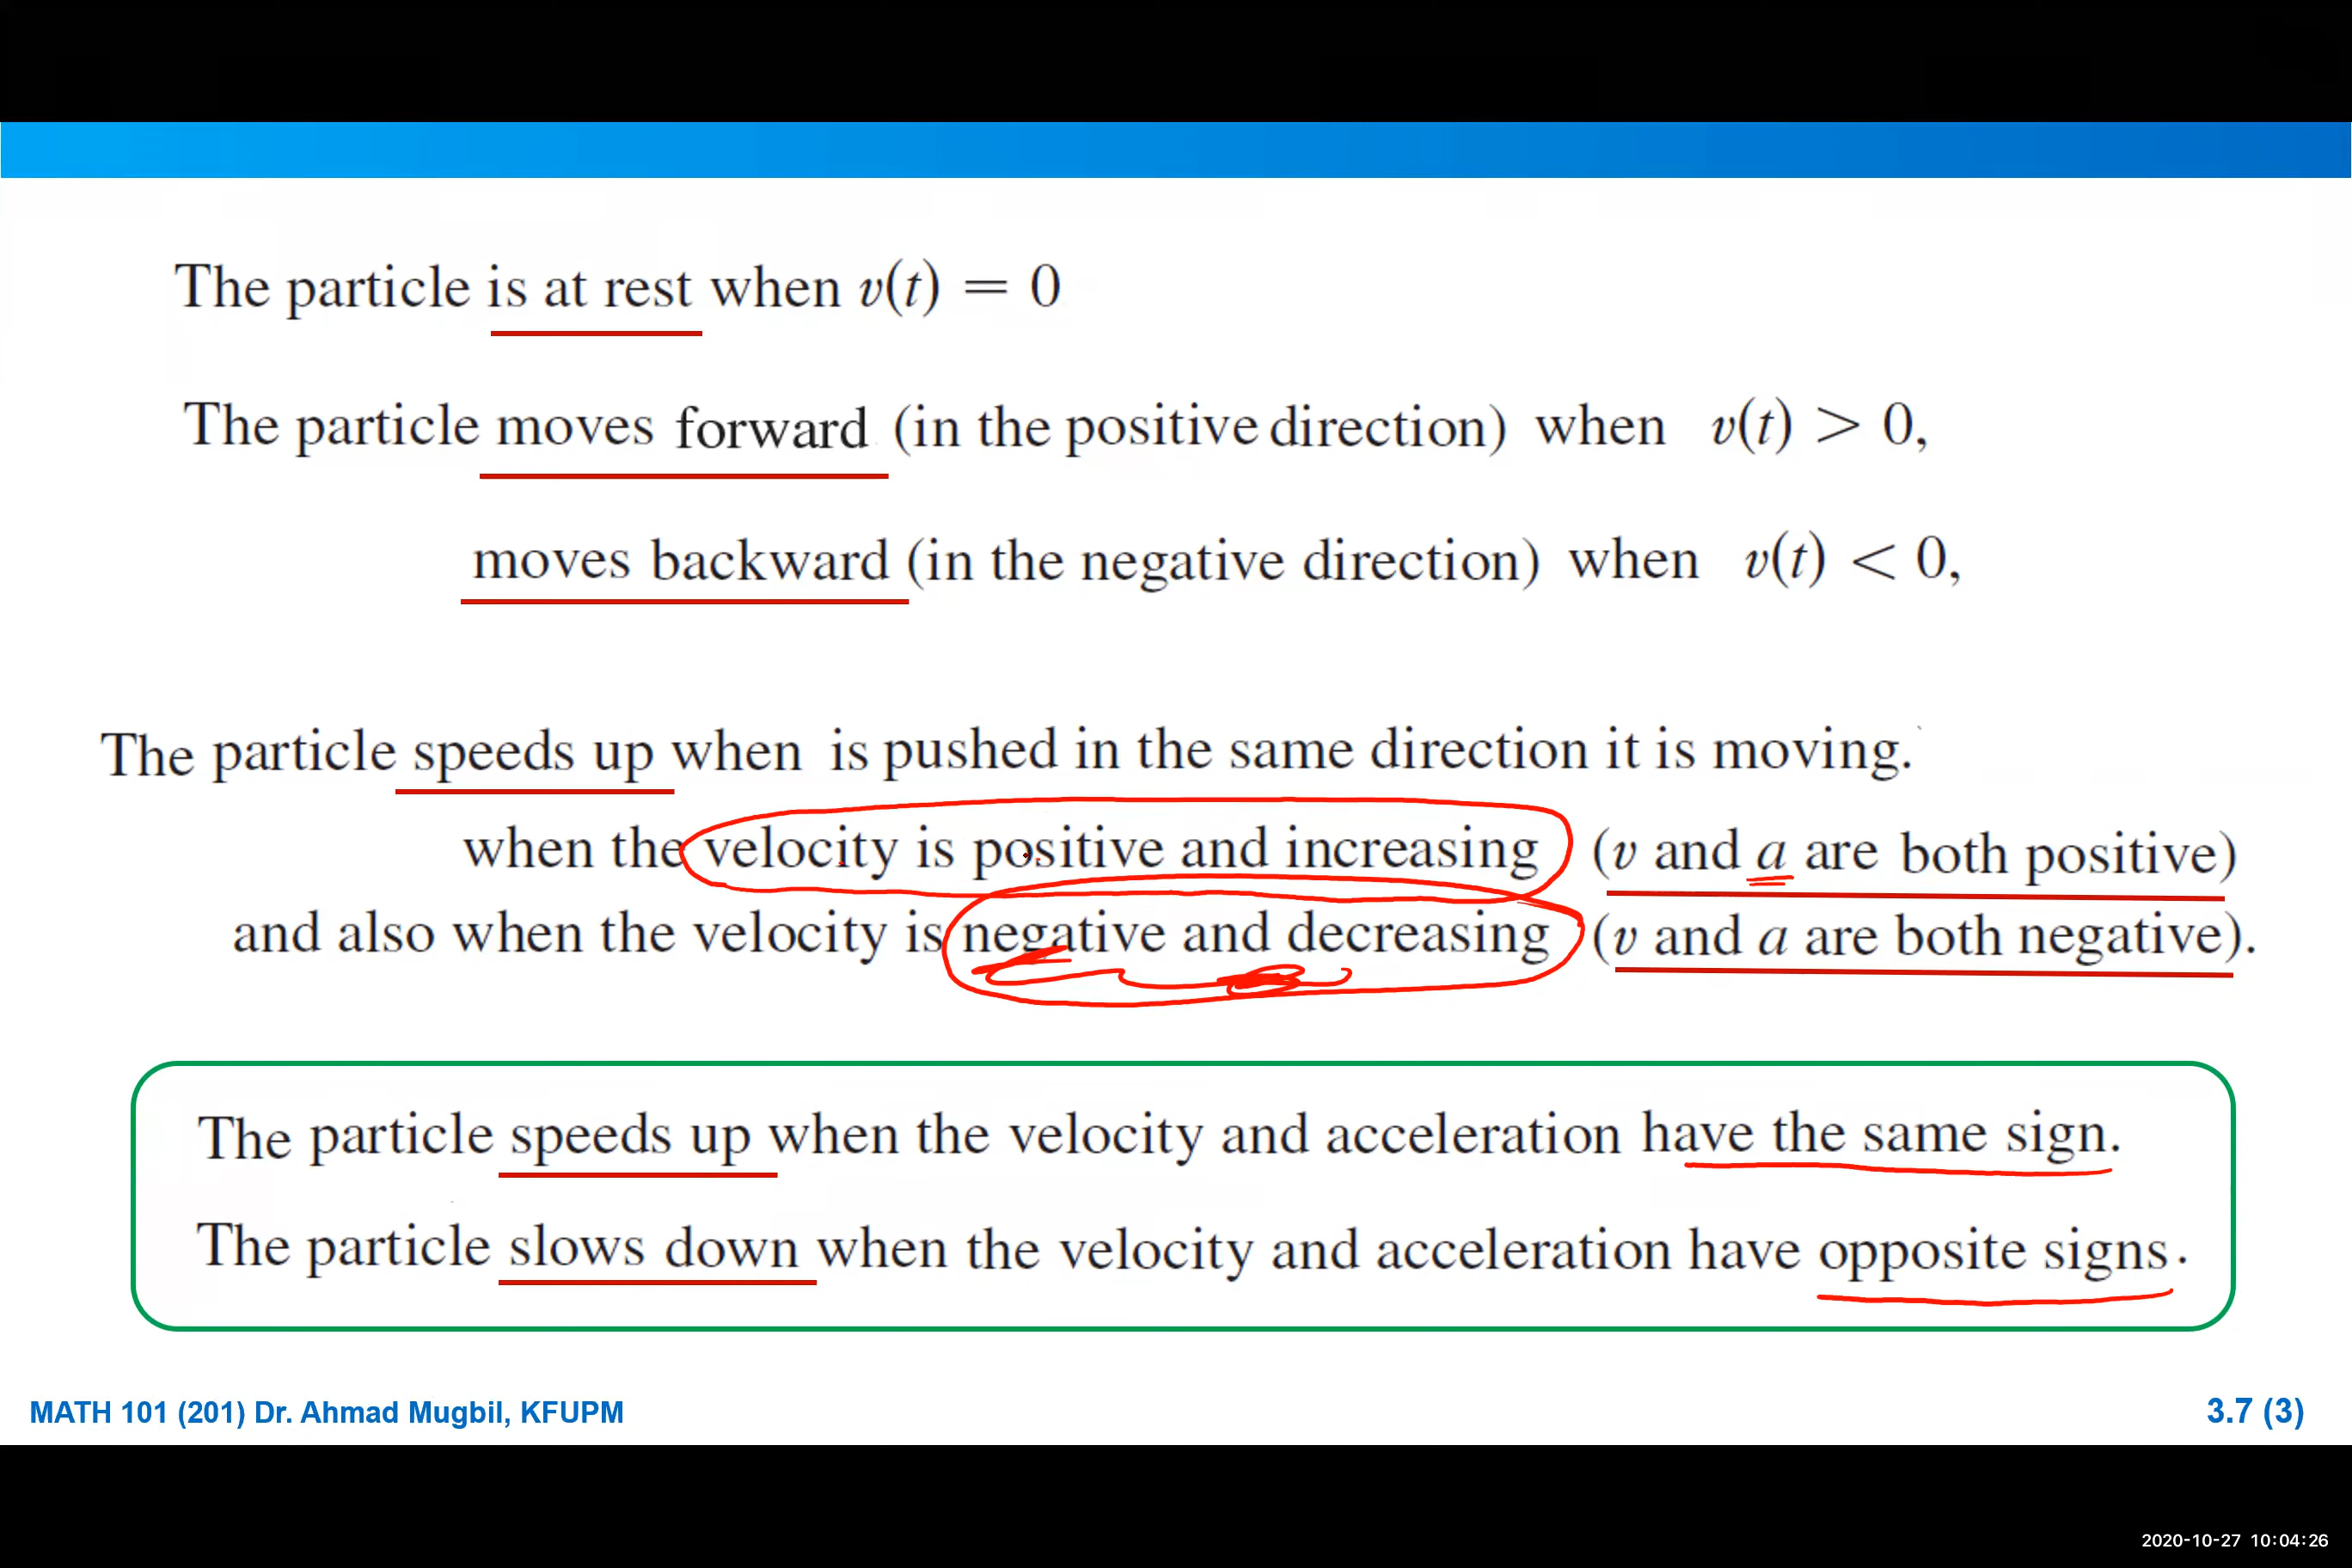 The particle is at rest when v(t) = 0
The particle moves forward (in the positive direction) when v(t) > 0,
moves backward (in the negative direction) when v(t) < 0,
The particle speeds up when is pushed in the same direction it is moving.
when the velocity is positive and increasing (v and a are both positive)
and also when the velocity is negative and decreasing (v and a are both negative).
The particle speeds up when the velocity and acceleration have the same sign.
The particle slows down when the velocity and acceleration have opposite signs.
MATH 101 (201) Dr. Ahmad Mugbil, KFUPM
3.7 (3)
2020-10-27 10:04:26